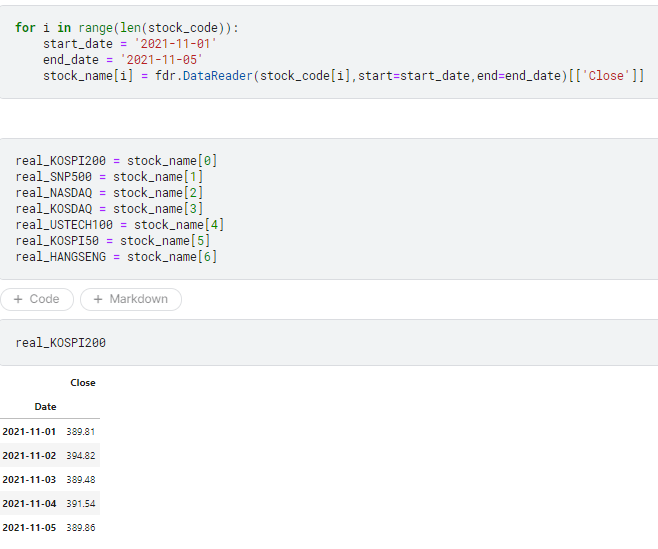 for i in range(len(stock_code)):
    start_date = '2021-11-01'
    end_date = '2021-11-05'
    stock_name[i] = fdr.DataReader(stock_code[i],start=start_date,end=end_date)[['Close']]
real_KOSPI200 = stock_name[0]
real_SNP500 = stock_name[1]
real_NASDAQ = stock_name[2]
real_KOSDAQ = stock_name[3]
real_USTECH100 = stock_name[4]
real_KOSPI50 = stock_name[5]
real_HANGSENG = stock_name[6]
+ Code + Markdown
real_KOSPI200
Close
Date
2021-11-01 389.81
2021-11-02 394.82
2021-11-03 389.48
2021-11-04 391.54
2021-11-05 389.86